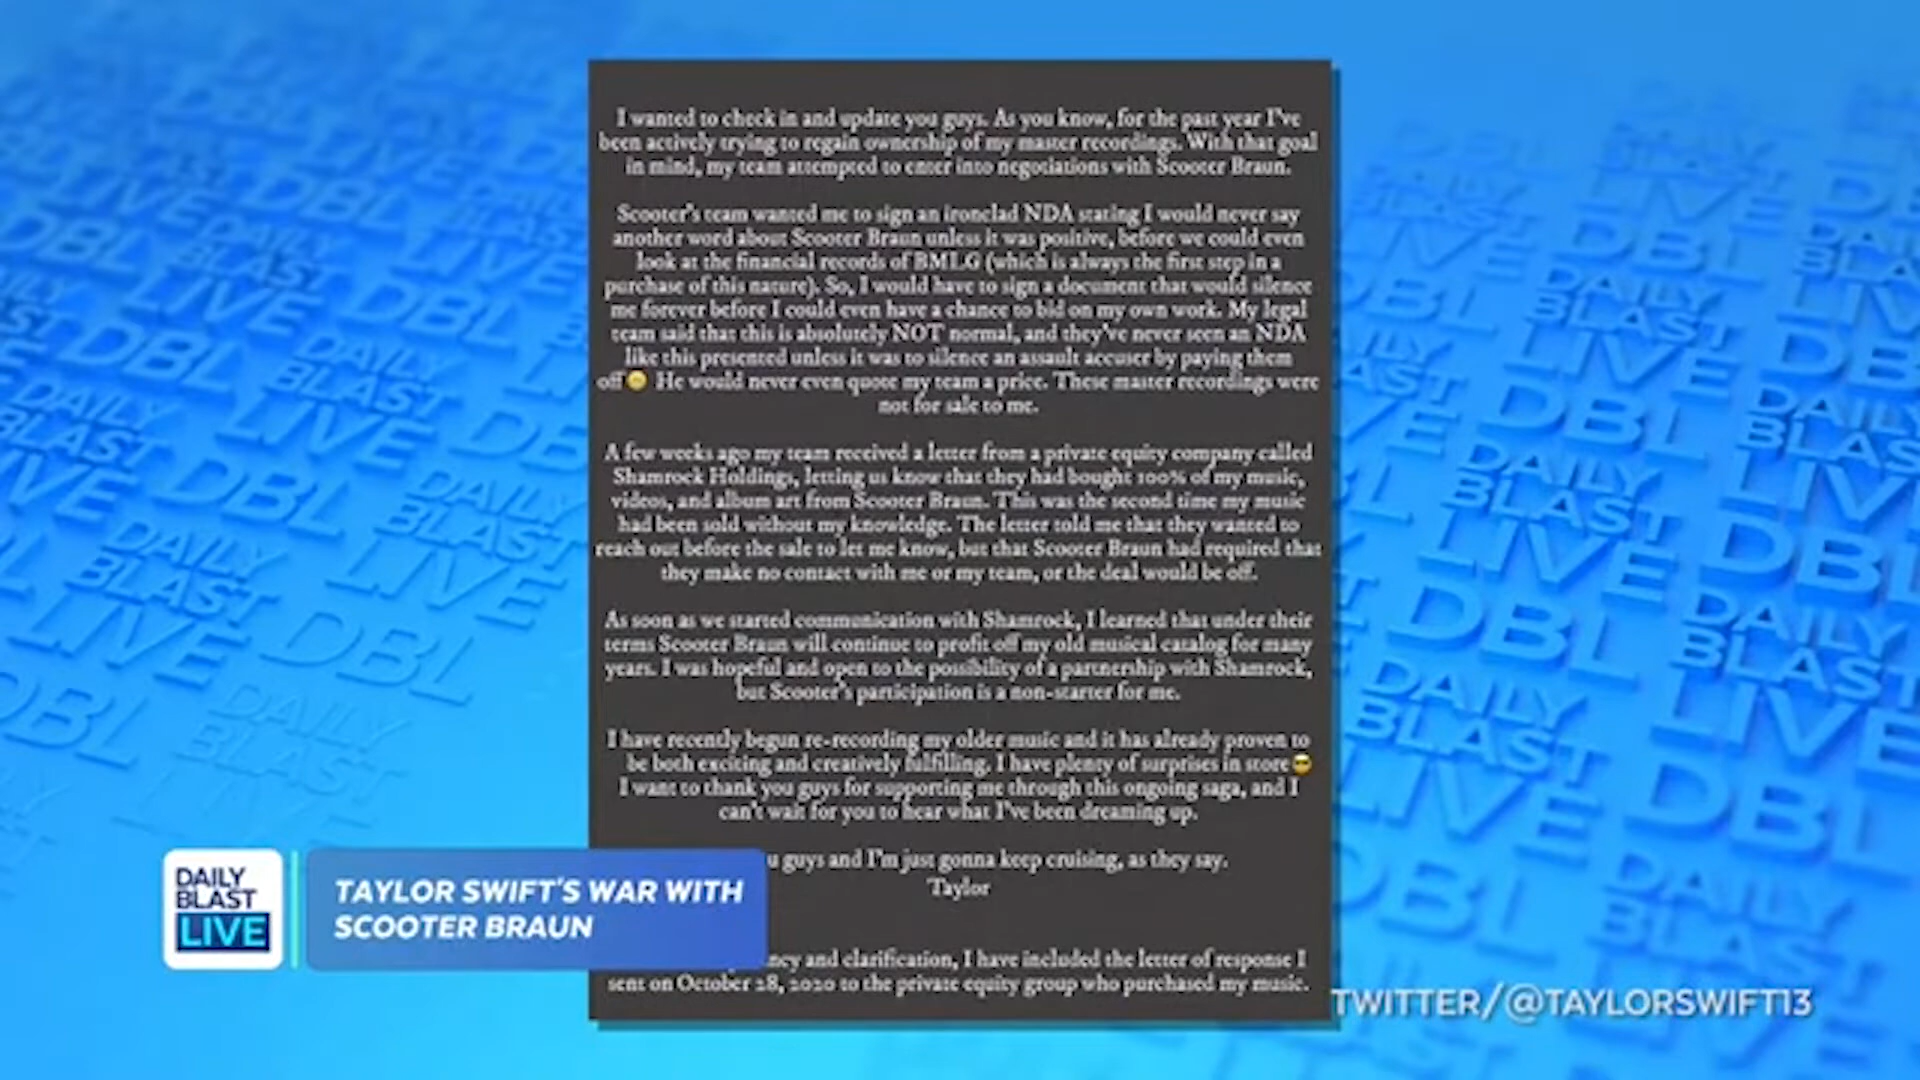 I wanted to check in and update you guys. As you know, for the past year I've
been actively trying to regain ownership of my master recordings. With that goal
in mind, my team attempted to enter into negotiations with Scooter Braun.
Scooter's team wanted me to sign an ironclad NDA stating I would never say
another word about Scooter Braun unless it was positive, before we could even
look at the financial records of BMLG (which is always the first step in a
purchase of this nature). So, I would have to sign a document that would silence
me forever before I could even have a chance to bid on my own work. My legal
team said that this is absolutely NOT normal, and they've never seen an NDA
like this presented unless it was to silence an assault accuser by paying them
off 😑 He would never even quote my team a price. These master recordings were
not for sale to me.
A few weeks ago my team received a letter from a private equity company called
Shamrock Holdings, letting us know that they had bought 100% of my music,
videos, and album art from Scooter Braun. This was the second time my music
had been sold without my knowledge. The letter told me that they wanted to
reach out before the sale to let me know, but that Scooter Braun had required that
they make no contact with me or my team, or the deal would be off.
As soon as we started communication with Shamrock, I learned that under their
terms Scooter Braun will continue to profit off my old musical catalog for many
years. I was hopeful and open to the possibility of a partnership with Shamrock,
but Scooter's participation is a non-starter for me.
I have recently begun re-recording my older music and it has already proven to
be both exciting and creatively fulfilling. I have plenty of surprises in store 😎
I want to thank you guys for supporting me through this ongoing saga, and I
can't wait for you to hear what I've been dreaming up.
guys and I'm just gonna keep cruising, as they say.
Taylor
and clarification, I have included the letter of response I
sent on October 28, 2020 to the private equity group who purchased my music.
DAILY
BLAST
LIVE
TAYLOR SWIFT'S WAR WITH
SCOOTER BRAUN
TWITTER/@TAYLORSWIFT13